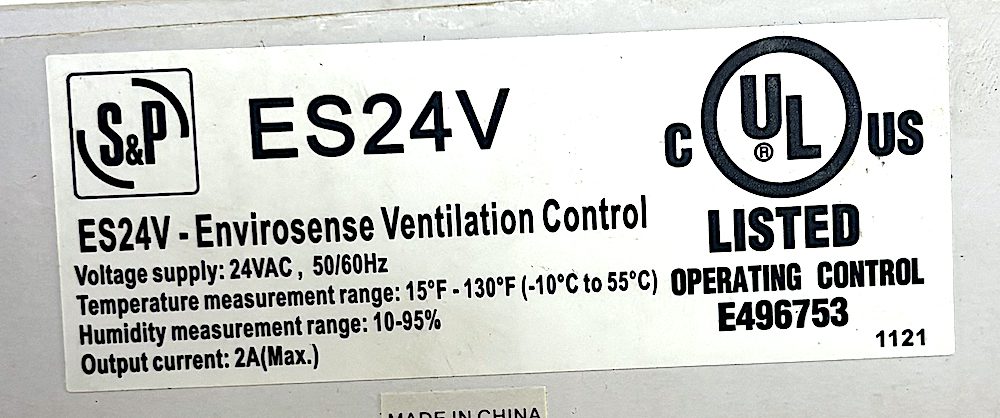 S&P
ES24V
C UL® US
LISTED
OPERATING CONTROL
E496753
1121
ES24V - Envirosense Ventilation Control
Voltage supply: 24VAC , 50/60Hz
Temperature measurement range: 15°F - 130°F (-10°C to 55°C)
Humidity measurement range: 10-95%
Output current: 2A(Max.)
MADE IN CHINA